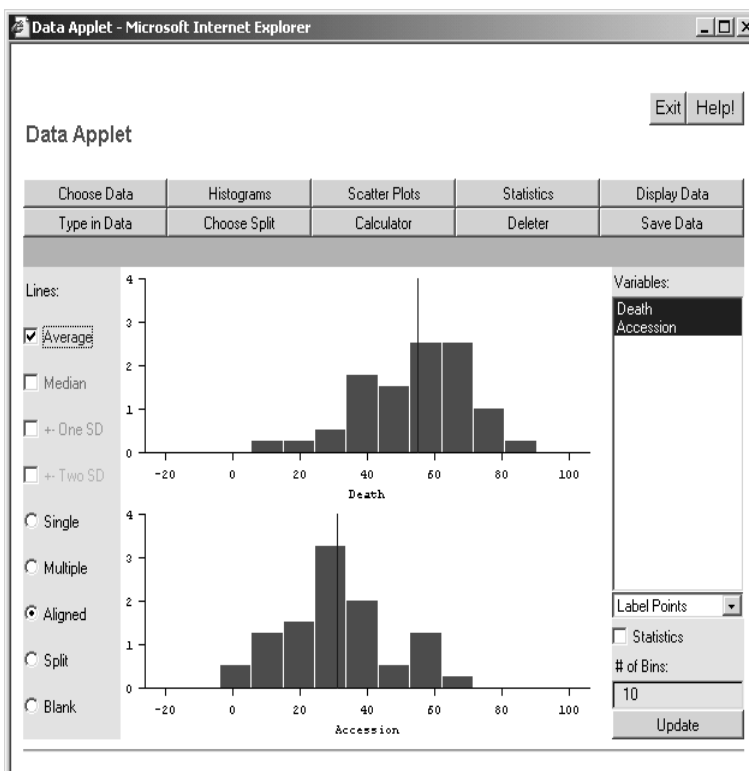 Data Applet - Microsoft Internet Explorer
Exit Help!
Data Applet
Choose Data Histograms Scatter Plots Statistics Display Data
Type in Data Choose Split Calculator Deleter Save Data
Lines:
Average
Median
+- One SD
+- Two SD
Single
Multiple
Aligned
Split
Blank
4
3
2
1
0
-20 0 20 40 60 80 100
Death
4
3
2
1
0
-20 0 20 40 60 80 100
Accession
Variables:
Death
Accession
Label Points
Statistics
# of Bins:
10
Update